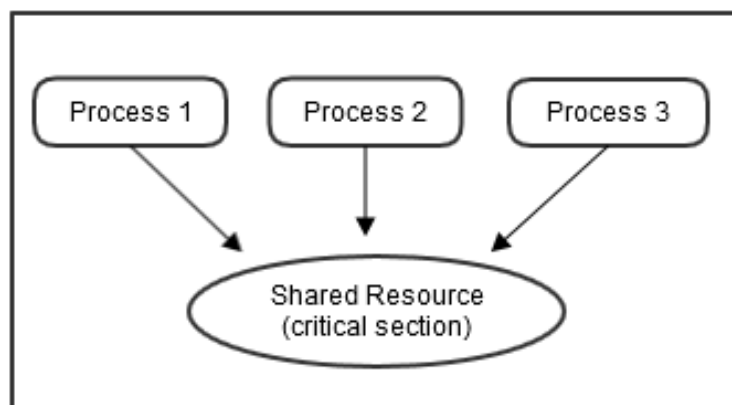 Process 1
Process 2
Process 3
Shared Resource
(critical section)